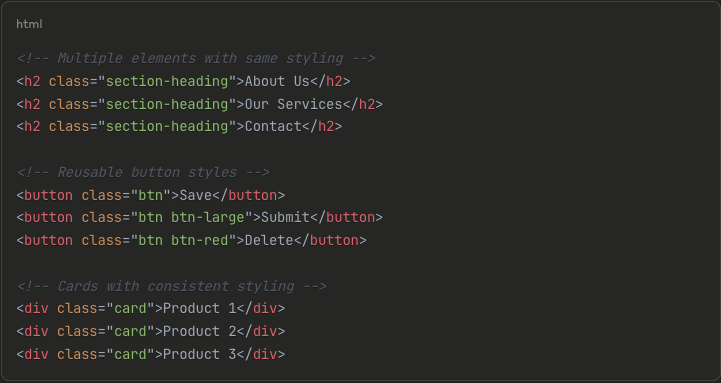 html
<!-- Multiple elements with same styling -->
<h2 class="section-heading">About Us</h2>
<h2 class="section-heading">Our Services</h2>
<h2 class="section-heading">Contact</h2>
<!-- Reusable button styles -->
<button class="btn">Save</button>
<button class="btn btn-large">Submit</button>
<button class="btn btn-red">Delete</button>
<!-- Cards with consistent styling -->
<div class="card">Product 1</div>
<div class="card">Product 2</div>
<div class="card">Product 3</div>